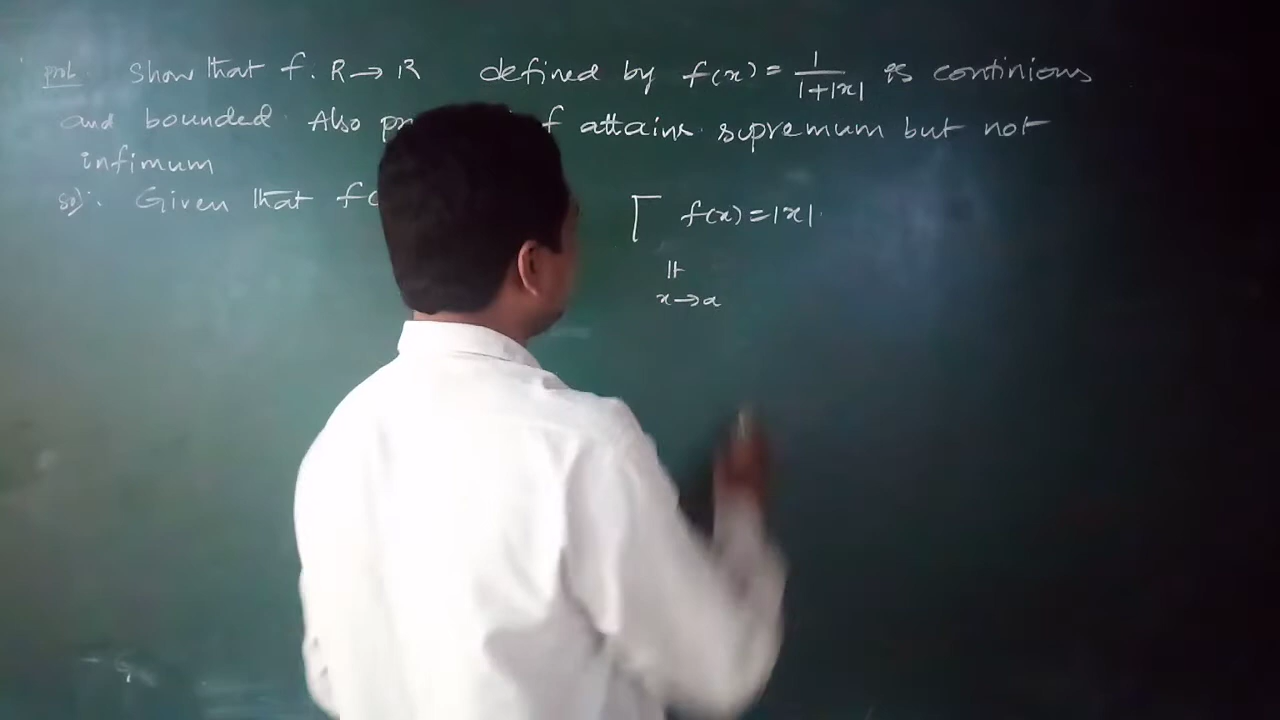 prob. Show that f. R→R defined by f(x) = 1/1+|x| is continious
and bounded. Also f attains supremum but not
infimum
sol: Given that f(
f(x)=|x|.
lt
x→a